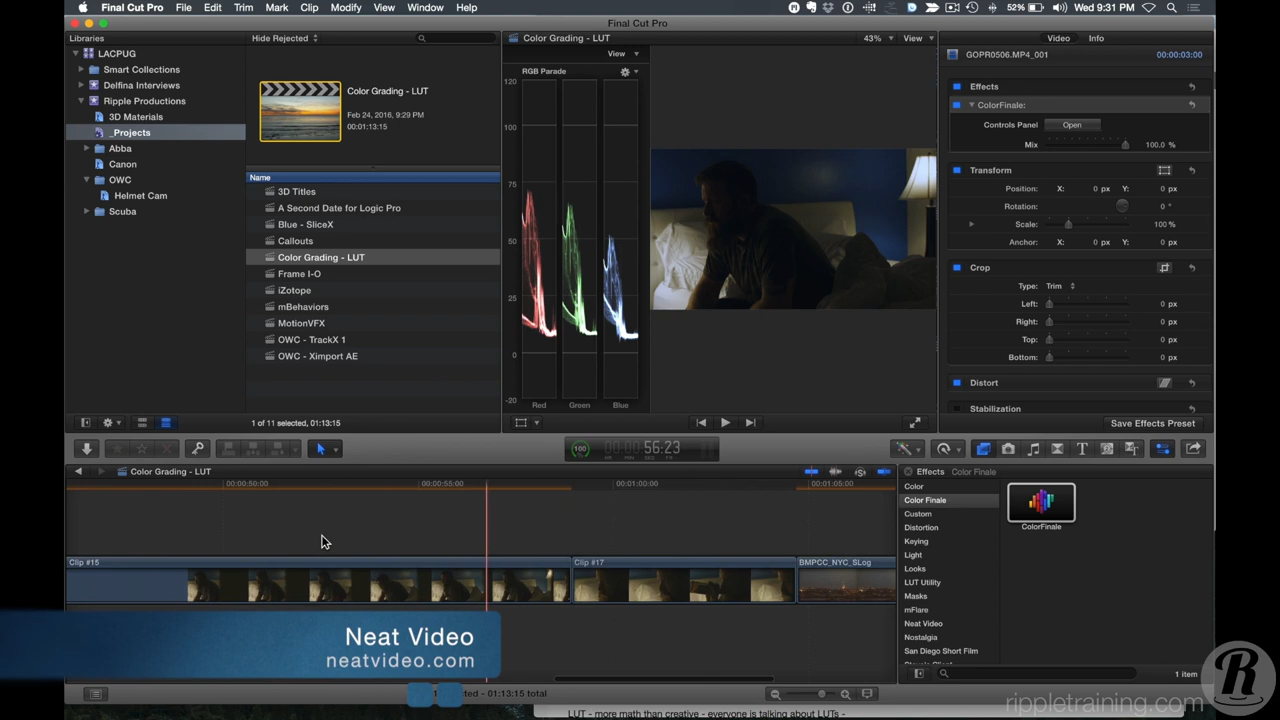 Final Cut Pro File Edit Trim Mark Clip Modify View Window Help 52% Wed 9:31 PM
Final Cut Pro
Libraries
LACPUG
Smart Collections
Delfina Interviews
Ripple Productions
3D Materials
_Projects
Abba
Canon
OWC
Helmet Cam
Scuba
Hide Rejected
Color Grading - LUT
Feb 24, 2016, 9:29 PM
00:01:13:15
Name
3D Titles
A Second Date for Logic Pro
Blue - SliceX
Callouts
Color Grading - LUT
Frame I-O
iZotope
mBehaviors
MotionVFX
OWC - TrackX 1
OWC - Ximport AE
1 of 11 selected, 01:13:15
Color Grading - LUT 43% View
View
RGB Parade
120
100
75
50
25
0
-20
Red Green Blue
Video Info
GOPR0506.MP4_001 00:00:03:00
Effects
ColorFinale:
Controls Panel Open
Mix 100.0 %
Transform
Position: X: 0 px Y: 0 px
Rotation: 0 °
Scale: 100 %
Anchor: X: 0 px Y: 0 px
Crop
Type: Trim
Left: 0 px
Right: 0 px
Top: 0 px
Bottom: 0 px
Distort
Stabilization
Save Effects Preset
100 00:00:56:23
Color Grading - LUT
00:00:50:00 00:00:55:00 00:01:00:00 00:01:05:00
Clip #15 Clip #17 BMPCC_NYC_SLog
Effects Color Finale
Color
Color Finale
Custom
Distortion
Keying
Light
Looks
LUT Utility
Masks
mFlare
Neat Video
Nostalgia
San Diego Short Film
ColorFinale
1 item
Neat Video
neatvideo.com
- 01:13:15 total
R
rippletraining.com
LUT - more math than creative - everyone is talking about LUTs -